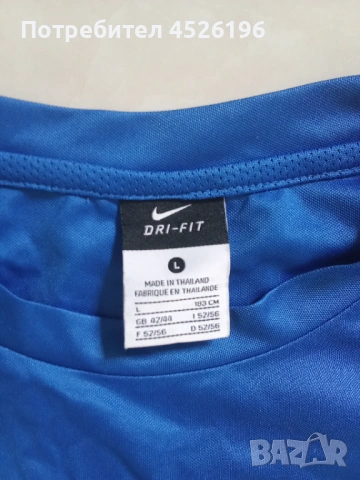 Потребител 4526196
DRI-FIT
L
MADE IN THAILAND
FABRIQUE EN THAILANDE
L 183 CM
GB 42/44 I 52/56
F 52/56 D 52/56
BAZAR